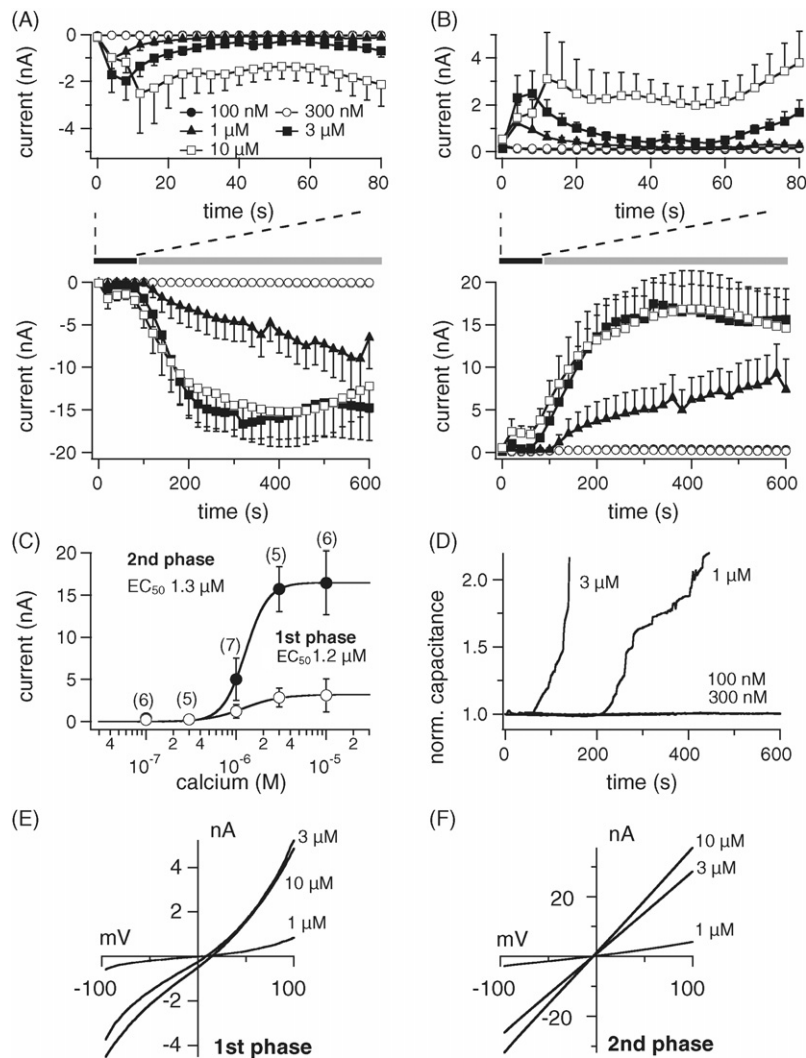 (A)
current (nA)
0
-2
-4
100 nM
300 nM
1 µM
3 µM
10 µM
0 20 40 60 80
time (s)
(B)
current (nA)
4
2
0
0 20 40 60 80
time (s)
current (nA)
0
-5
-10
-15
-20
0 200 400 600
time (s)
current (nA)
20
15
10
5
0
0 200 400 600
time (s)
(C)
current (nA)
20
15
10
5
0
2nd phase
EC50 1.3 µM
(5)
(6)
(7)
1st phase
EC50 1.2 µM
(6)
(5)
4 2 4 2 4 2
10-7 10-6 10-5
calcium (M)
(D)
norm. capacitance
2.0
1.5
1.0
3 µM
1 µM
100 nM
300 nM
0 200 400 600
time (s)
(E)
nA
4
2
-2
-4
3 µM
10 µM
1 µM
mV
-100
100
1st phase
(F)
nA
20
-20
10 µM
3 µM
1 µM
mV
-100
100
2nd phase